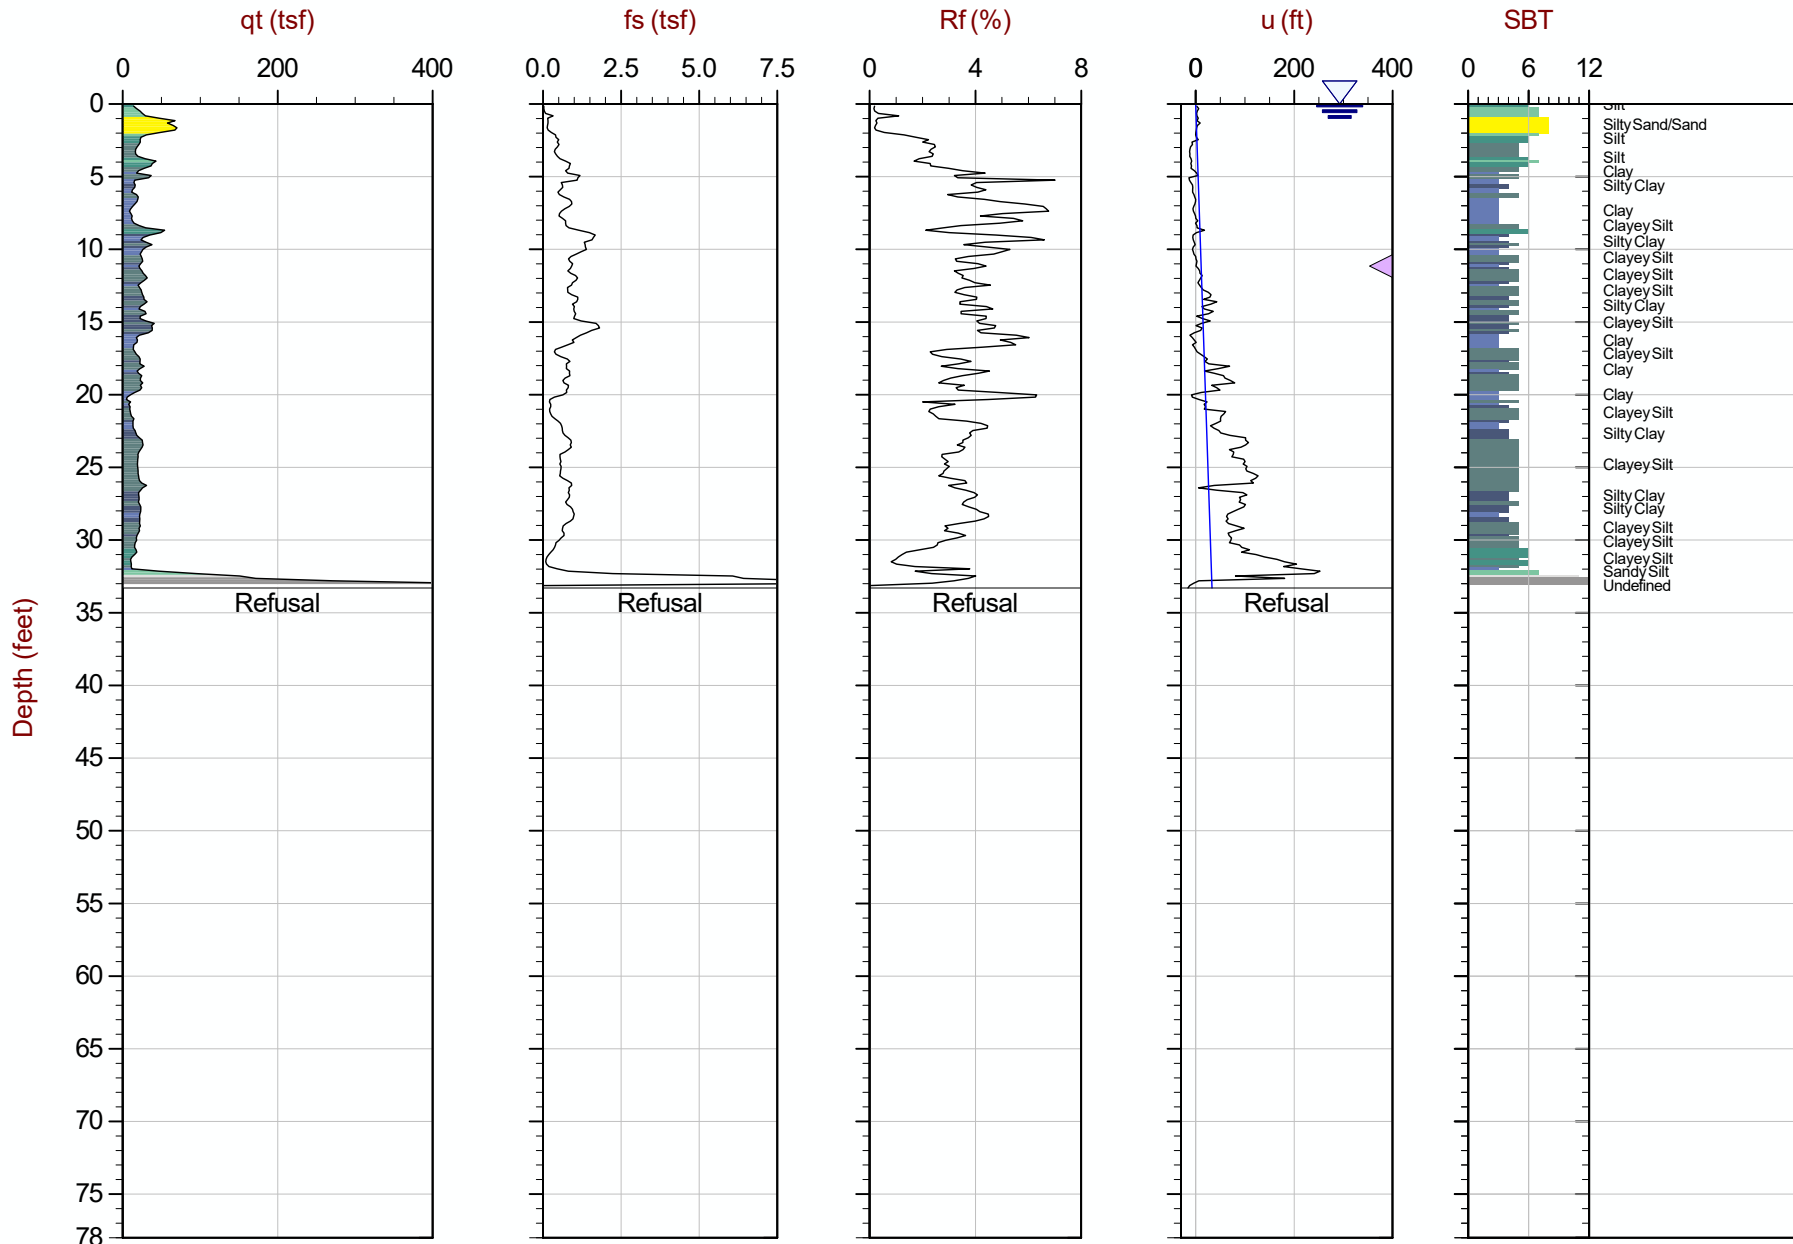 qt (tsf) fs (tsf) Rf (%) u (ft) SBT
0 200 400 0.0 2.5 5.0 7.5 0 4 8 0 200 400 0 6 12
0
Silt
Silty Sand/Sand
Silt
Silt
5
Clay
Silty Clay
Clay
Clayey Silt
Silty Clay
10
Clayey Silt
Clayey Silt
Clayey Silt
Silty Clay
15
Clayey Silt
Clay
Clayey Silt
Clay
20
Clay
Clayey Silt
Silty Clay
25
Clayey Silt
Silty Clay
Silty Clay
Clayey Silt
30
Clayey Silt
Clayey Silt
Sandy Silt
Undefined
Refusal Refusal Refusal Refusal
35
Depth (feet)
40
45
50
55
60
65
70
75
78